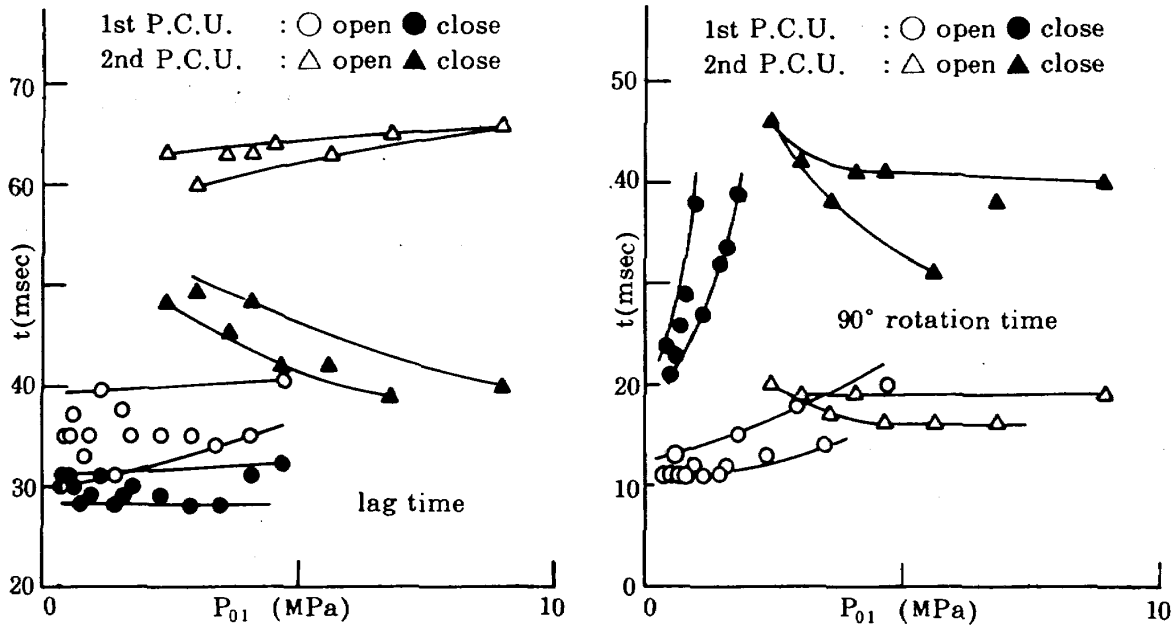 1st P.C.U. : ○ open ● close
2nd P.C.U. : △ open ▲ close
70
60
50
40
30
20
t(msec)
lag time
0
10
P01 (MPa)
1st P.C.U. ○ open ● close
2nd P.C.U. : △ open ▲ close
50
40
30
20
10
0
t(msec)
90° rotation time
0
10
P01 (MPa)